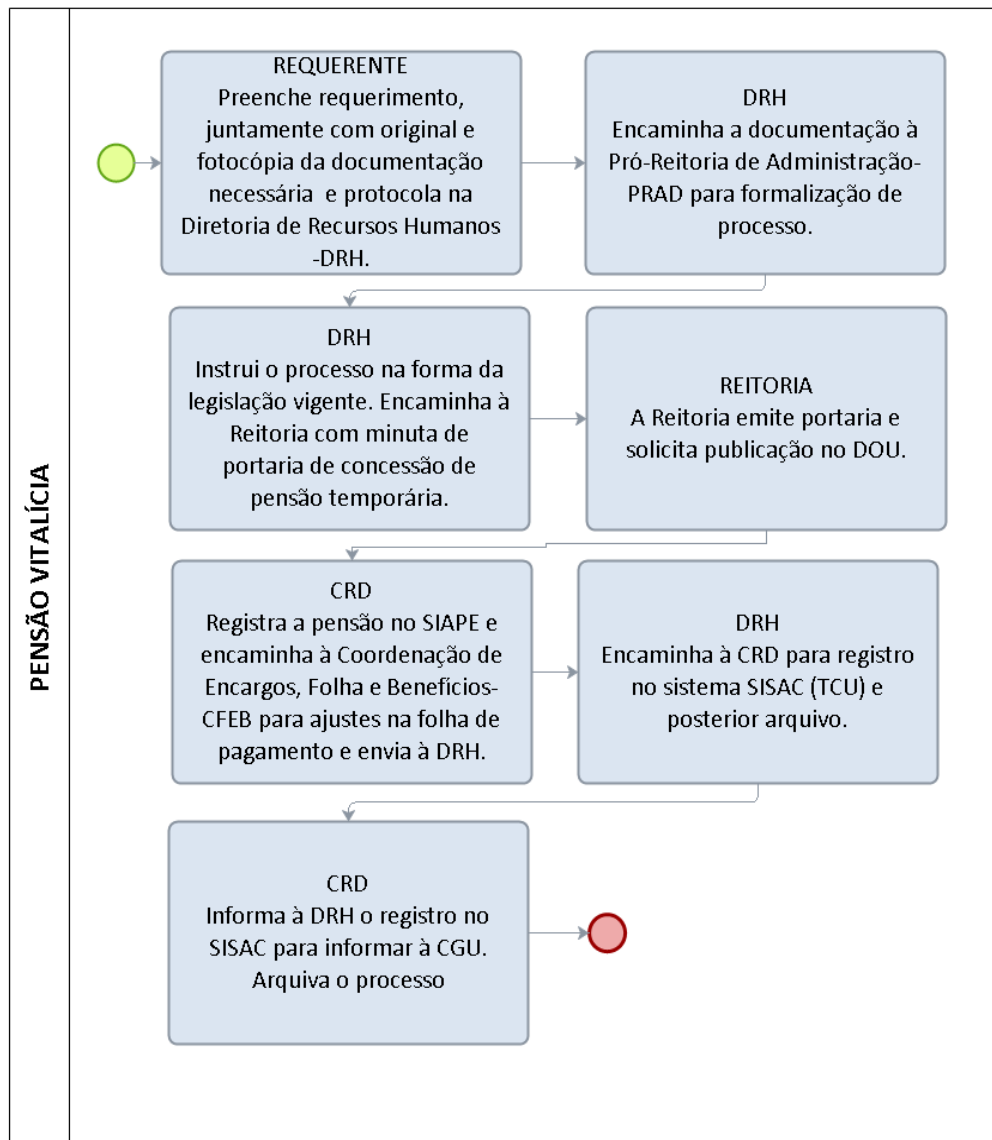 PENSÃO VITALÍCIA
REQUERENTE
Preenche requerimento,
juntamente com original e
fotocópia da documentação
necessária e protocola na
Diretoria de Recursos Humanos
-DRH.
DRH
Encaminha a documentação à
Pró-Reitoria de Administração-
PRAD para formalização de
processo.
DRH
Instrui o processo na forma da
legislação vigente. Encaminha à
Reitoria com minuta de
portaria de concessão de
pensão temporária.
REITORIA
A Reitoria emite portaria e
solicita publicação no DOU.
CRD
Registra a pensão no SIAPE e
encaminha à Coordenação de
Encargos, Folha e Benefícios-
CFEB para ajustes na folha de
pagamento e envia à DRH.
DRH
Encaminha à CRD para registro
no sistema SISAC (TCU) e
posterior arquivo.
CRD
Informa à DRH o registro no
SISAC para informar à CGU.
Arquiva o processo